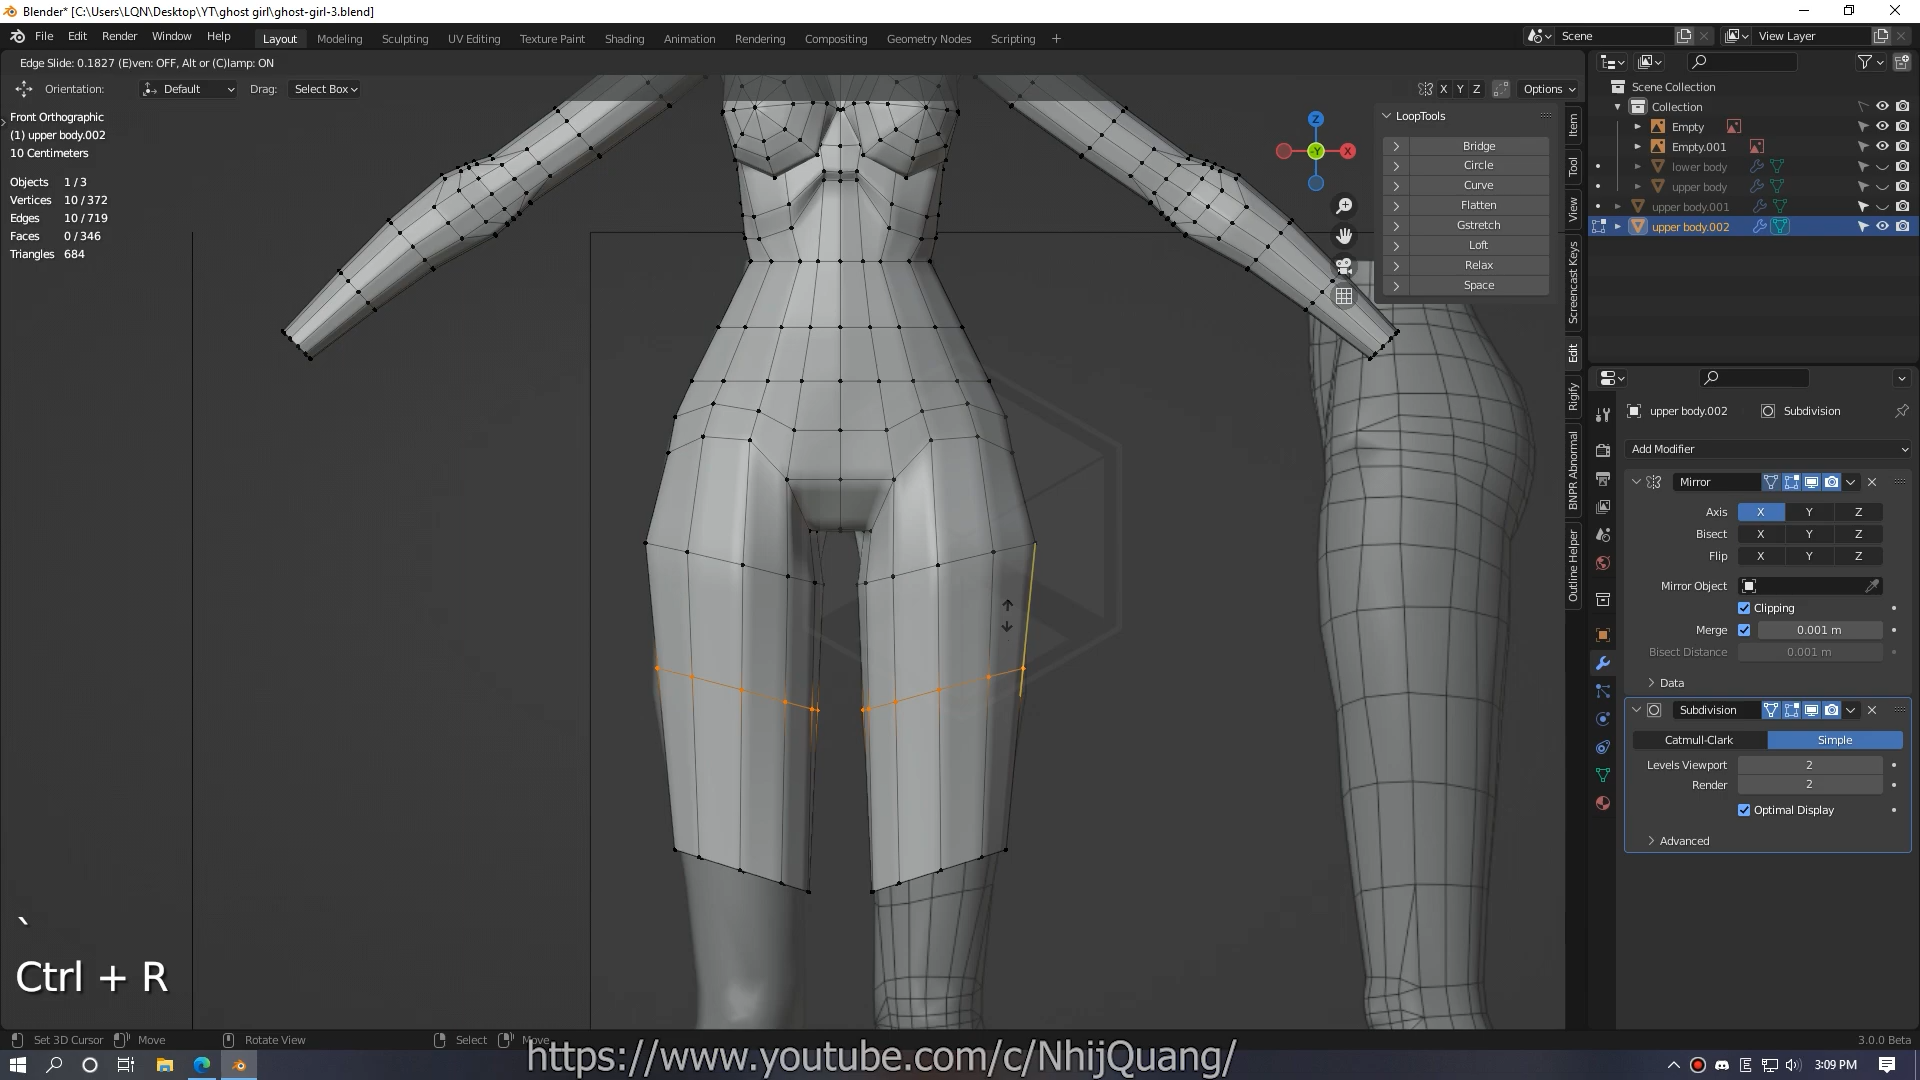 Blender* [C:\Users\LQN\Desktop\YT\ghost girl\ghost-girl-3.blend]
File Edit Render Window Help Layout Modeling Sculpting UV Editing Texture Paint Shading Animation Rendering Compositing Geometry Nodes Scripting + Scene View Layer
Edge Slide: 0.1827 (E)ven: OFF, Alt or (C)lamp: ON
Orientation: Default Drag: Select Box X Y Z Options
Front Orthographic
(1) upper body.002
10 Centimeters
Objects 1 / 3
Vertices 10 / 372
Edges 10 / 719
Faces 0 / 346
Triangles 684
Z
-Y X
LoopTools
Bridge
Circle
Curve
Flatten
Gstretch
Loft
Relax
Space
Item
Tool
View
Screencast Keys
Edit
Rigify
BNPR Abnormal
Outline Helper
Scene Collection
Collection
Empty
Empty.001
lower body
upper body
upper body.001
upper body.002
upper body.002 Subdivision
Add Modifier
Mirror
Axis X Y Z
Bisect X Y Z
Flip X Y Z
Mirror Object
Clipping
Merge 0.001 m
Bisect Distance 0.001 m
Data
Subdivision
Catmull-Clark Simple
Levels Viewport 2
Render 2
Optimal Display
Advanced
`
Ctrl + R
Set 3D Cursor Move Rotate View Select Move 3.0.0 Beta
https://www.youtube.com/c/NhijQuang/
E 3:09 PM